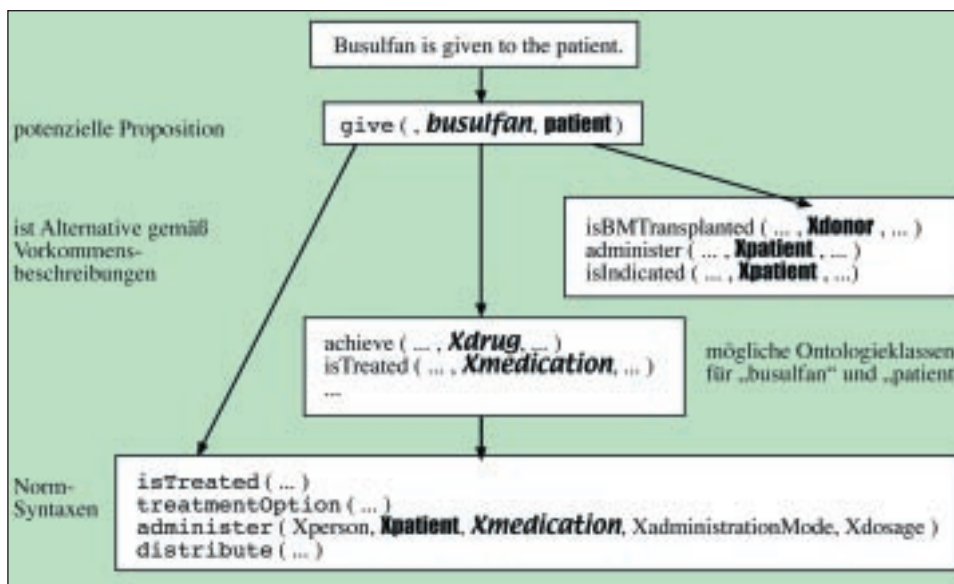 Busulfan is given to the patient.
potenzielle Proposition
give ( , busulfan, patient )
ist Alternative gemäß
Vorkommens-
beschreibungen
isBMTransplanted ( ... , Xdonor , ... )
administer ( ... , Xpatient , ... )
isIndicated ( ... , Xpatient , ...)
achieve ( ... , Xdrug, ... )
isTreated ( ... , Xmedication, ... )
...
mögliche Ontologieklassen
für „busulfan“ und „patient
Norm-
Syntaxen
isTreated ( ... )
treatmentOption ( ... )
administer ( Xperson, Xpatient, Xmedication, XadministrationMode, Xdosage )
distribute ( ... )